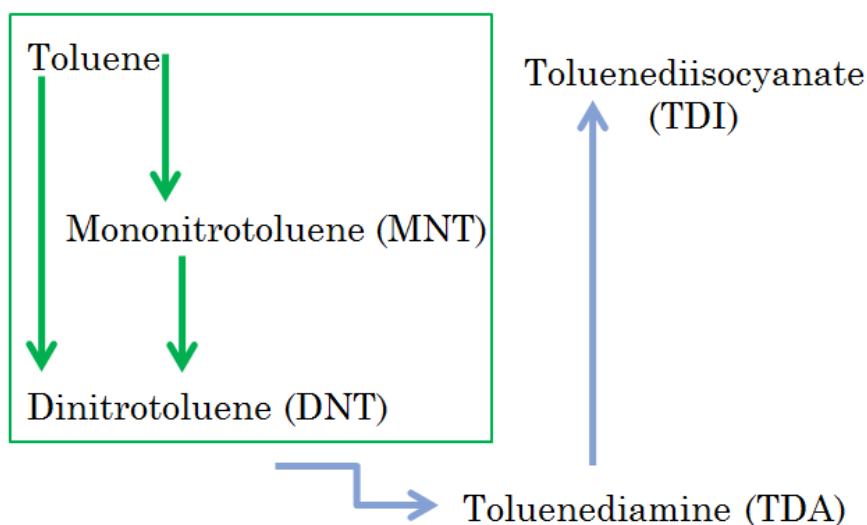 Toluene
Mononitrotoluene (MNT)
Dinitrotoluene (DNT)
Toluenediisocyanate
(TDI)
Toluenediamine (TDA)